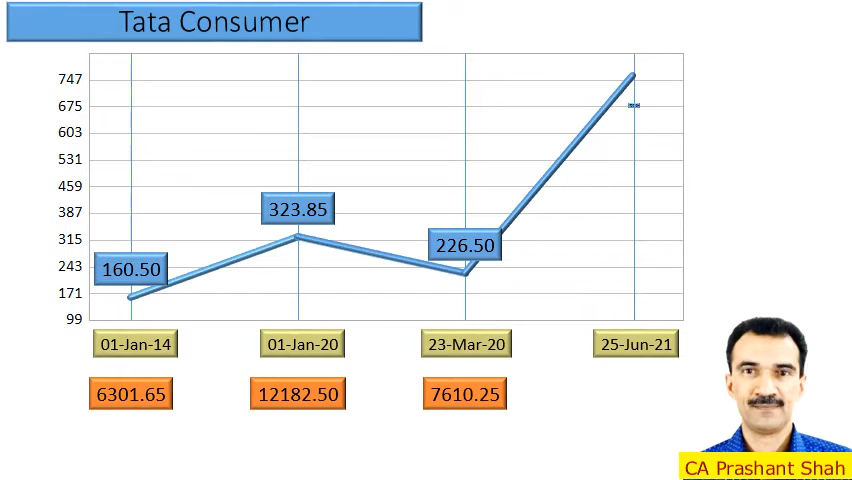 Tata Consumer
747
675
603
531
459
387
315
243
171
99
160.50
323.85
226.50
01-Jan-14
01-Jan-20
23-Mar-20
25-Jun-21
6301.65
12182.50
7610.25
CA Prashant Shah